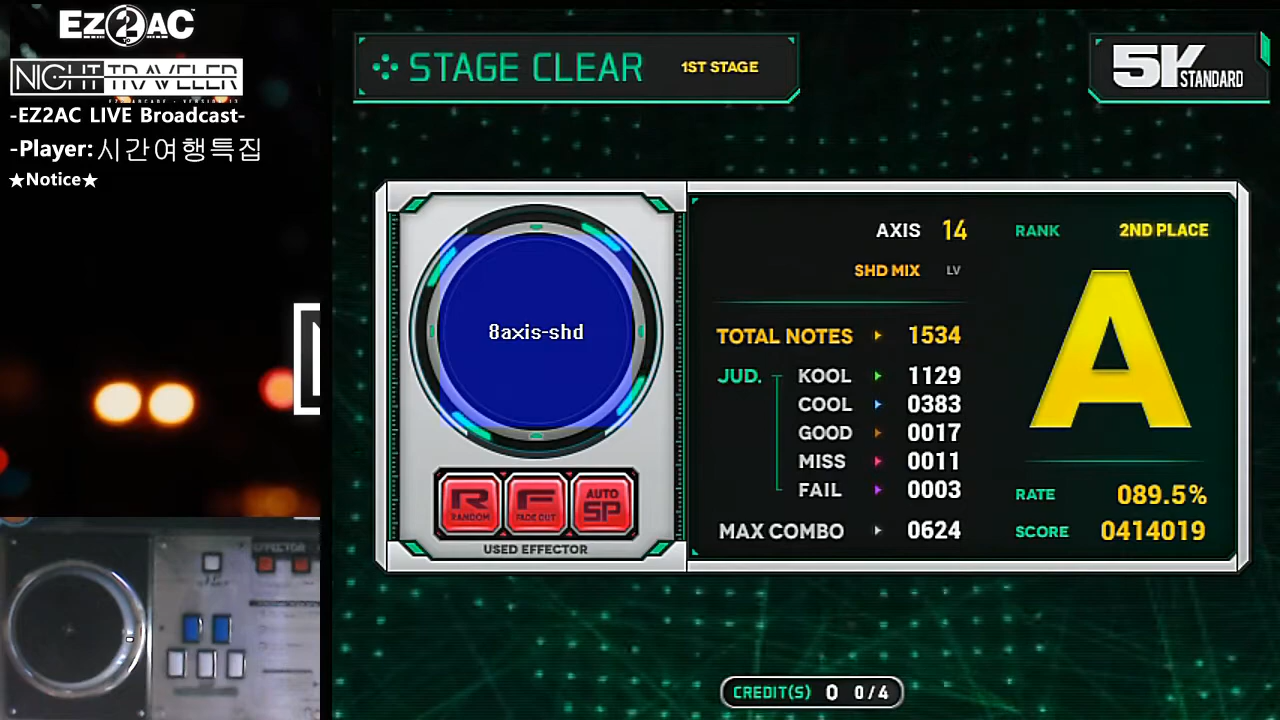 EZ2AC
NIGHT TRAVELER
-EZ2AC LIVE Broadcast-
-Player:시간여행특집
★Notice★
STAGE CLEAR 1ST STAGE
5K STANDARD
8axis-shd
R RANDOM
F FADE OUT
AUTO SP
USED EFFECTOR
AXIS 14
SHD MIX LV
TOTAL NOTES 1534
JUD. KOOL 1129
COOL 0383
GOOD 0017
MISS 0011
FAIL 0003
MAX COMBO 0624
RANK 2ND PLACE
A
RATE 089.5%
SCORE 0414019
CREDIT(S) 0 0/4